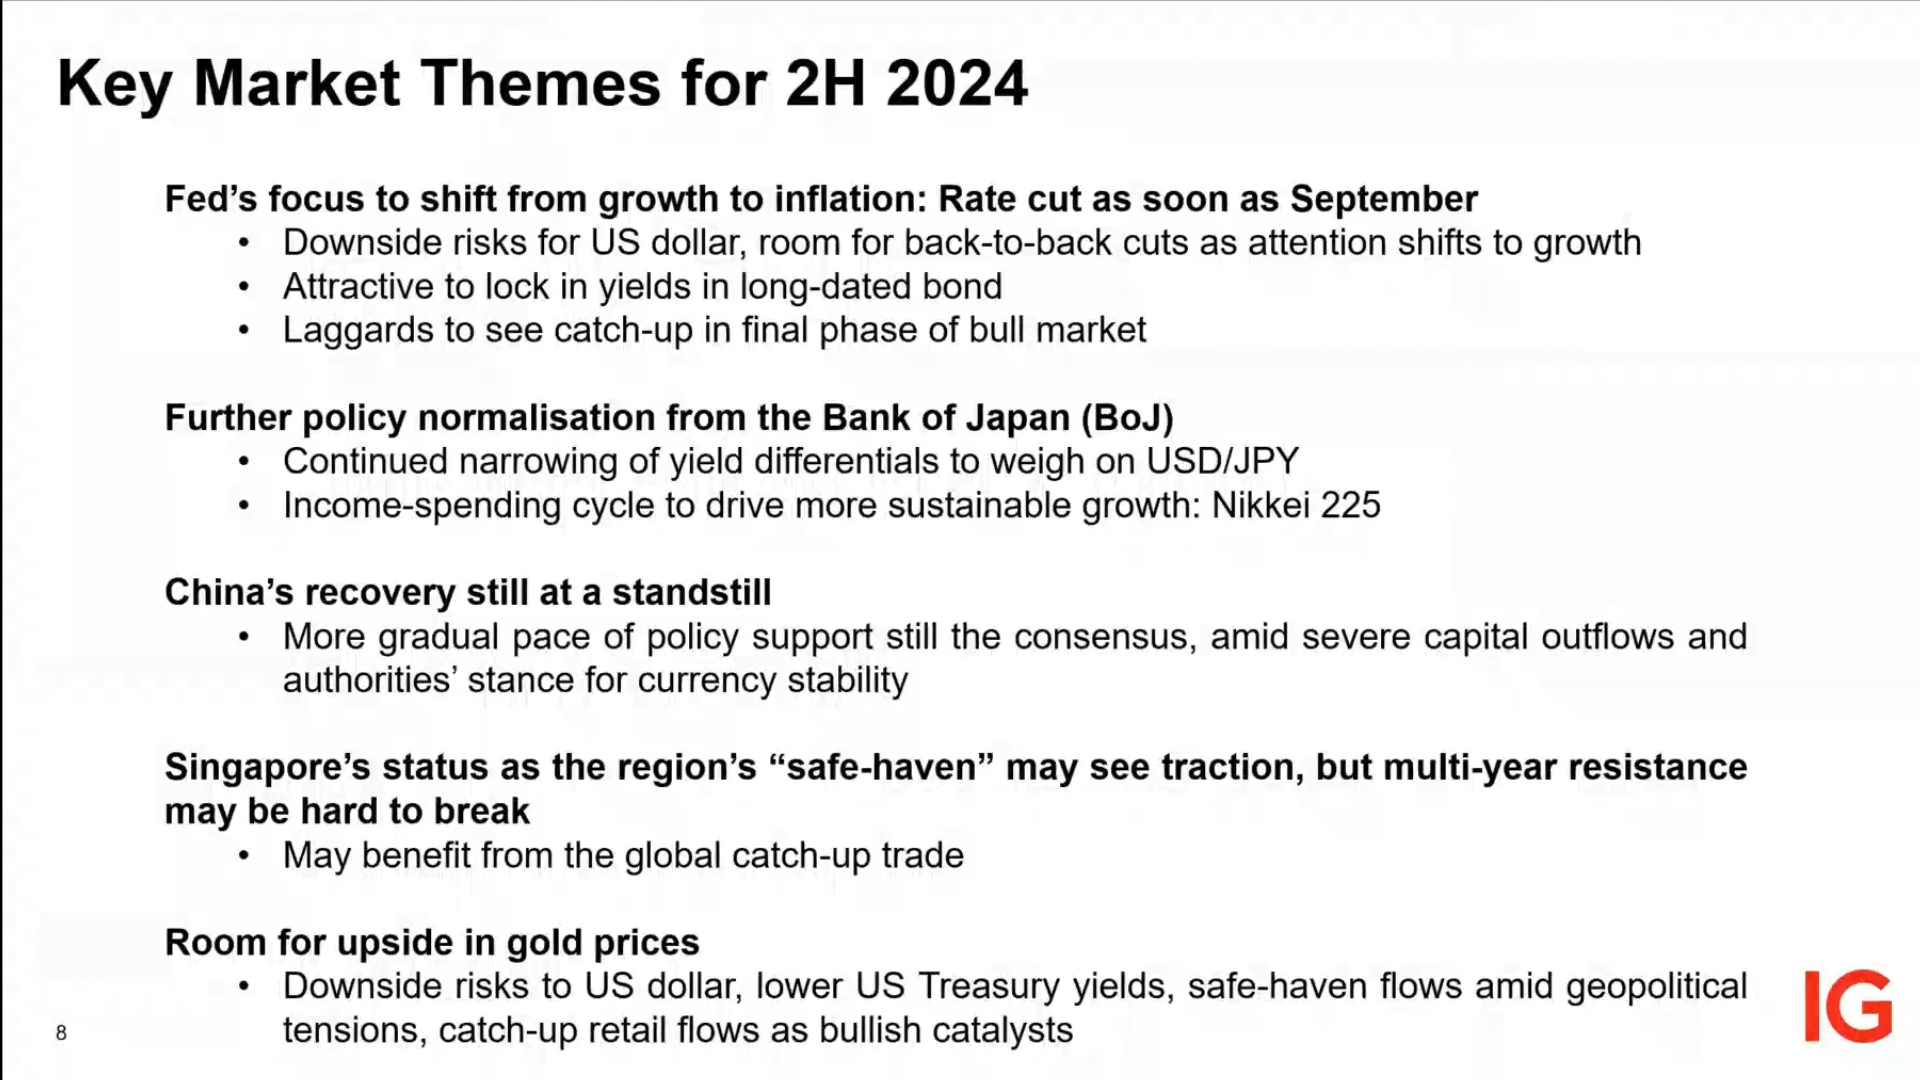 Key Market Themes for 2H 2024
Fed’s focus to shift from growth to inflation: Rate cut as soon as September
• Downside risks for US dollar, room for back-to-back cuts as attention shifts to growth
• Attractive to lock in yields in long-dated bond
• Laggards to see catch-up in final phase of bull market
Further policy normalisation from the Bank of Japan (BoJ)
• Continued narrowing of yield differentials to weigh on USD/JPY
• Income-spending cycle to drive more sustainable growth: Nikkei 225
China’s recovery still at a standstill
• More gradual pace of policy support still the consensus, amid severe capital outflows and
authorities’ stance for currency stability
Singapore’s status as the region’s “safe-haven” may see traction, but multi-year resistance
may be hard to break
• May benefit from the global catch-up trade
Room for upside in gold prices
• Downside risks to US dollar, lower US Treasury yields, safe-haven flows amid geopolitical
tensions, catch-up retail flows as bullish catalysts
8
IG